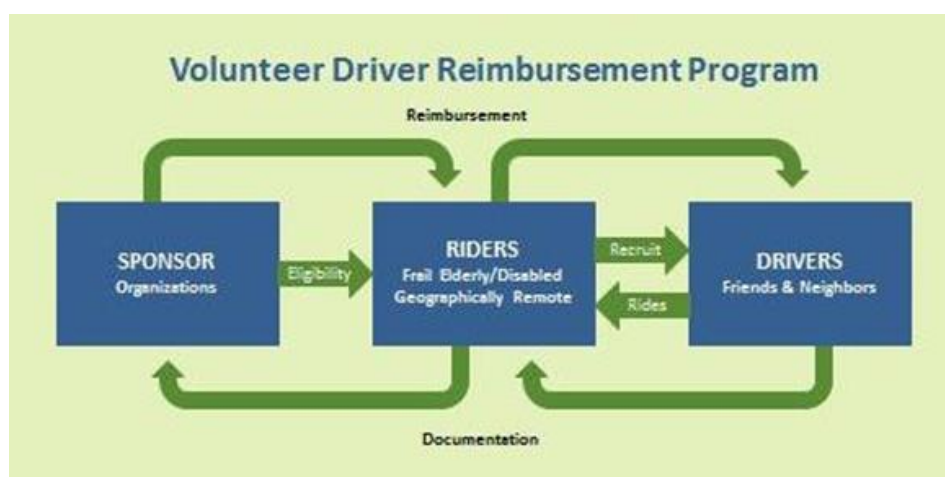 Volunteer Driver Reimbursement Program
Reimbursement
SPONSOR
Organizations
Eligibility
RIDERS
Frail Elderly/Disabled
Geographically Remote
Recruit
Rides
DRIVERS
Friends & Neighbors
Documentation